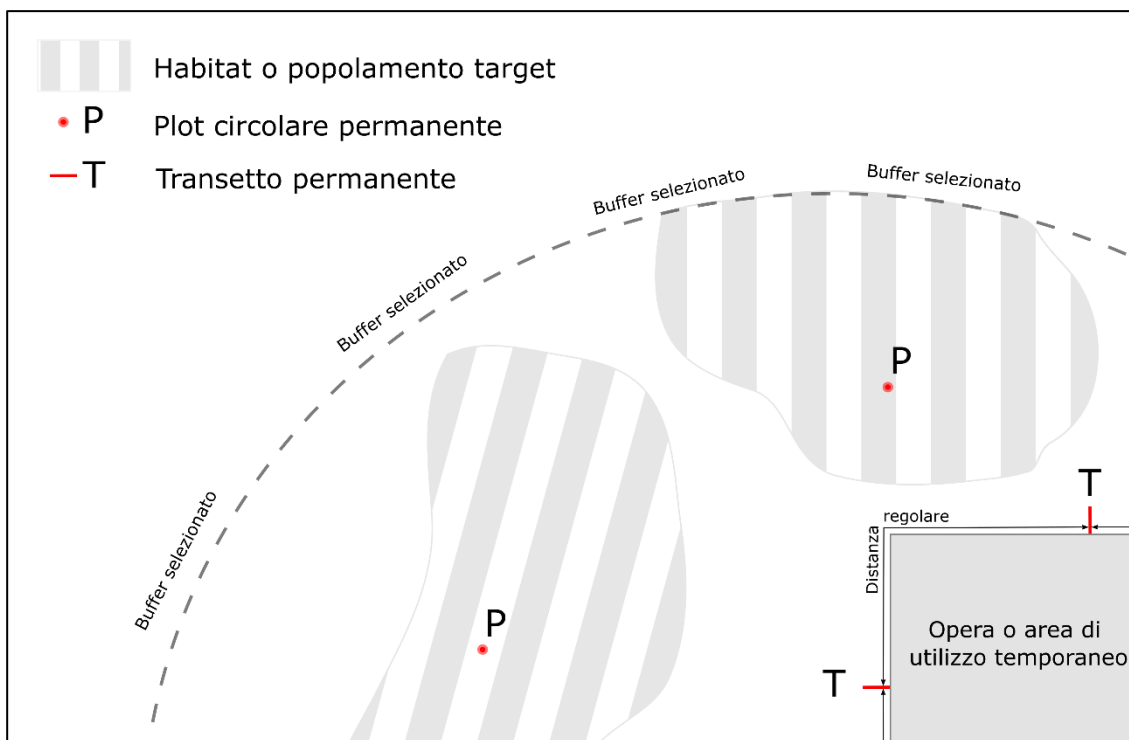 Habitat o popolamento target
P
Plot circolare permanente
T
Transetto permanente
Buffer selezionato
Buffer selezionato
Buffer selezionato
Buffer selezionato
P
P
T
T
Distanza
regolare
Opera o area di
utilizzo temporaneo